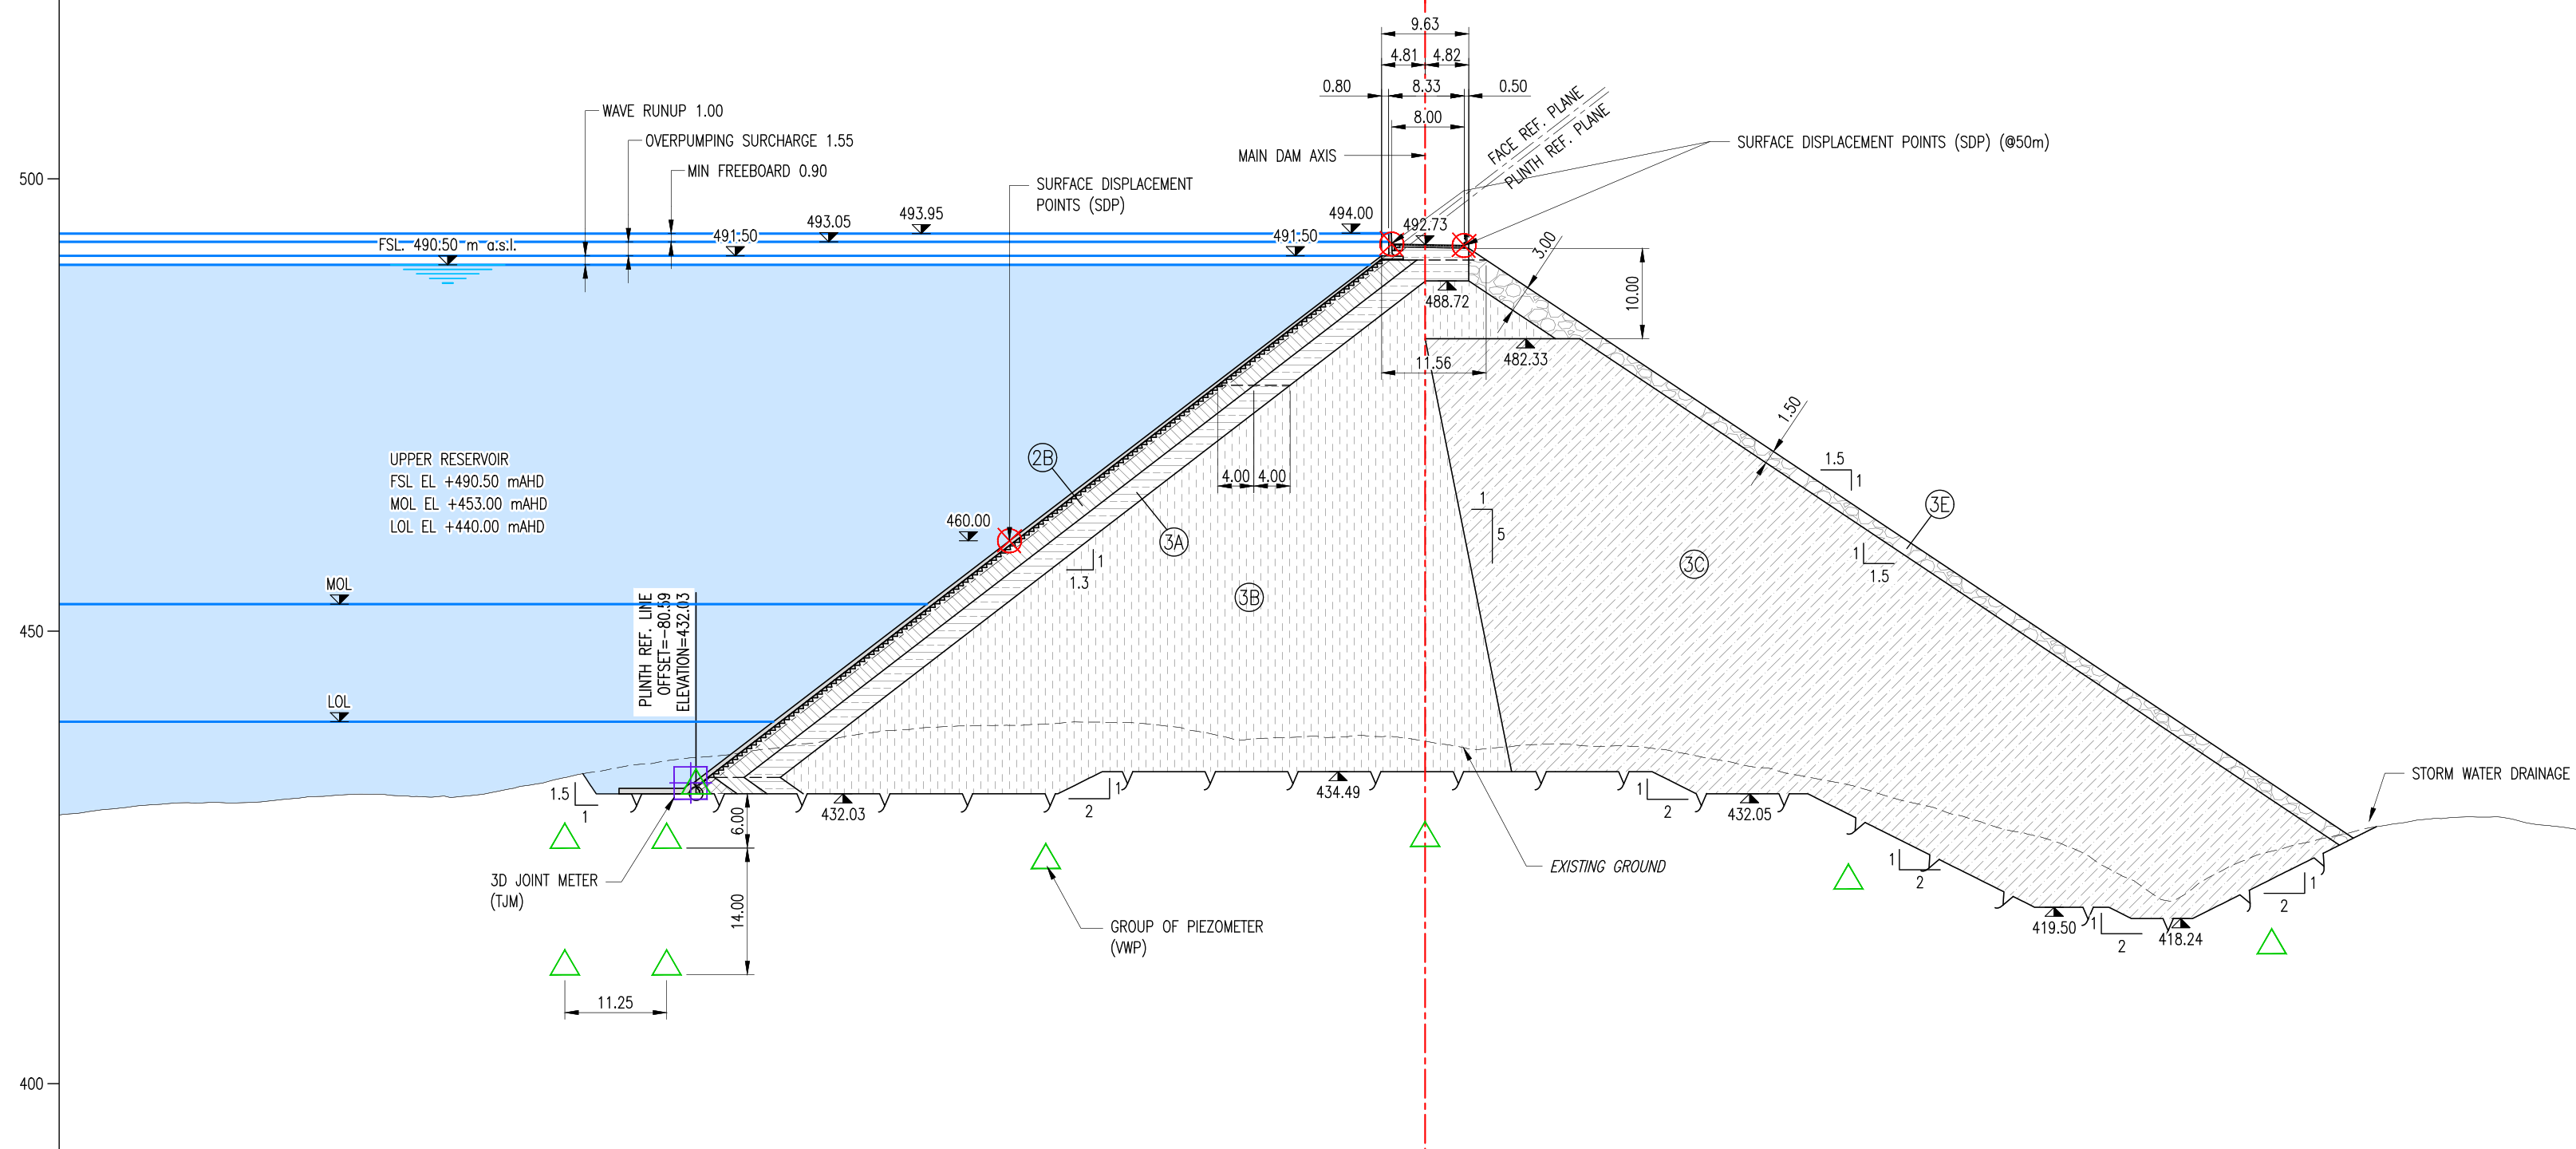 9.63
4.81
4.82
0.80
8.33
0.50
8.00
WAVE RUNUP 1.00
OVERPUMPING SURCHARGE 1.55
MIN FREEBOARD 0.90
MAIN DAM AXIS
FACE REF. PLANE
PLINTH REF. PLANE
SURFACE DISPLACEMENT POINTS (SDP) (@50m)
500
SURFACE DISPLACEMENT
POINTS (SDP)
493.05
493.95
494.00
492.73
491.50
491.50
FSL. 490.50 m a.s.l.
3.00
10.00
488.72
482.33
11.56
1.50
UPPER RESERVOIR
FSL EL +490.50 mAHD
MOL EL +453.00 mAHD
LOL EL +440.00 mAHD
2B
4.00
4.00
1.5
1
1
5
3E
460.00
3A
1
1.3
3B
3C
1
1.5
MOL
450
PLINTH REF. LINE
OFFSET=-80.59
ELEVATION=432.03
LOL
STORM WATER DRAINAGE
1.5
1
6.00
432.03
1
2
434.49
1
2
432.05
EXISTING GROUND
1
2
3D JOINT METER
(TJM)
14.00
GROUP OF PIEZOMETER
(VWP)
419.50
1
2
418.24
1
2
11.25
400